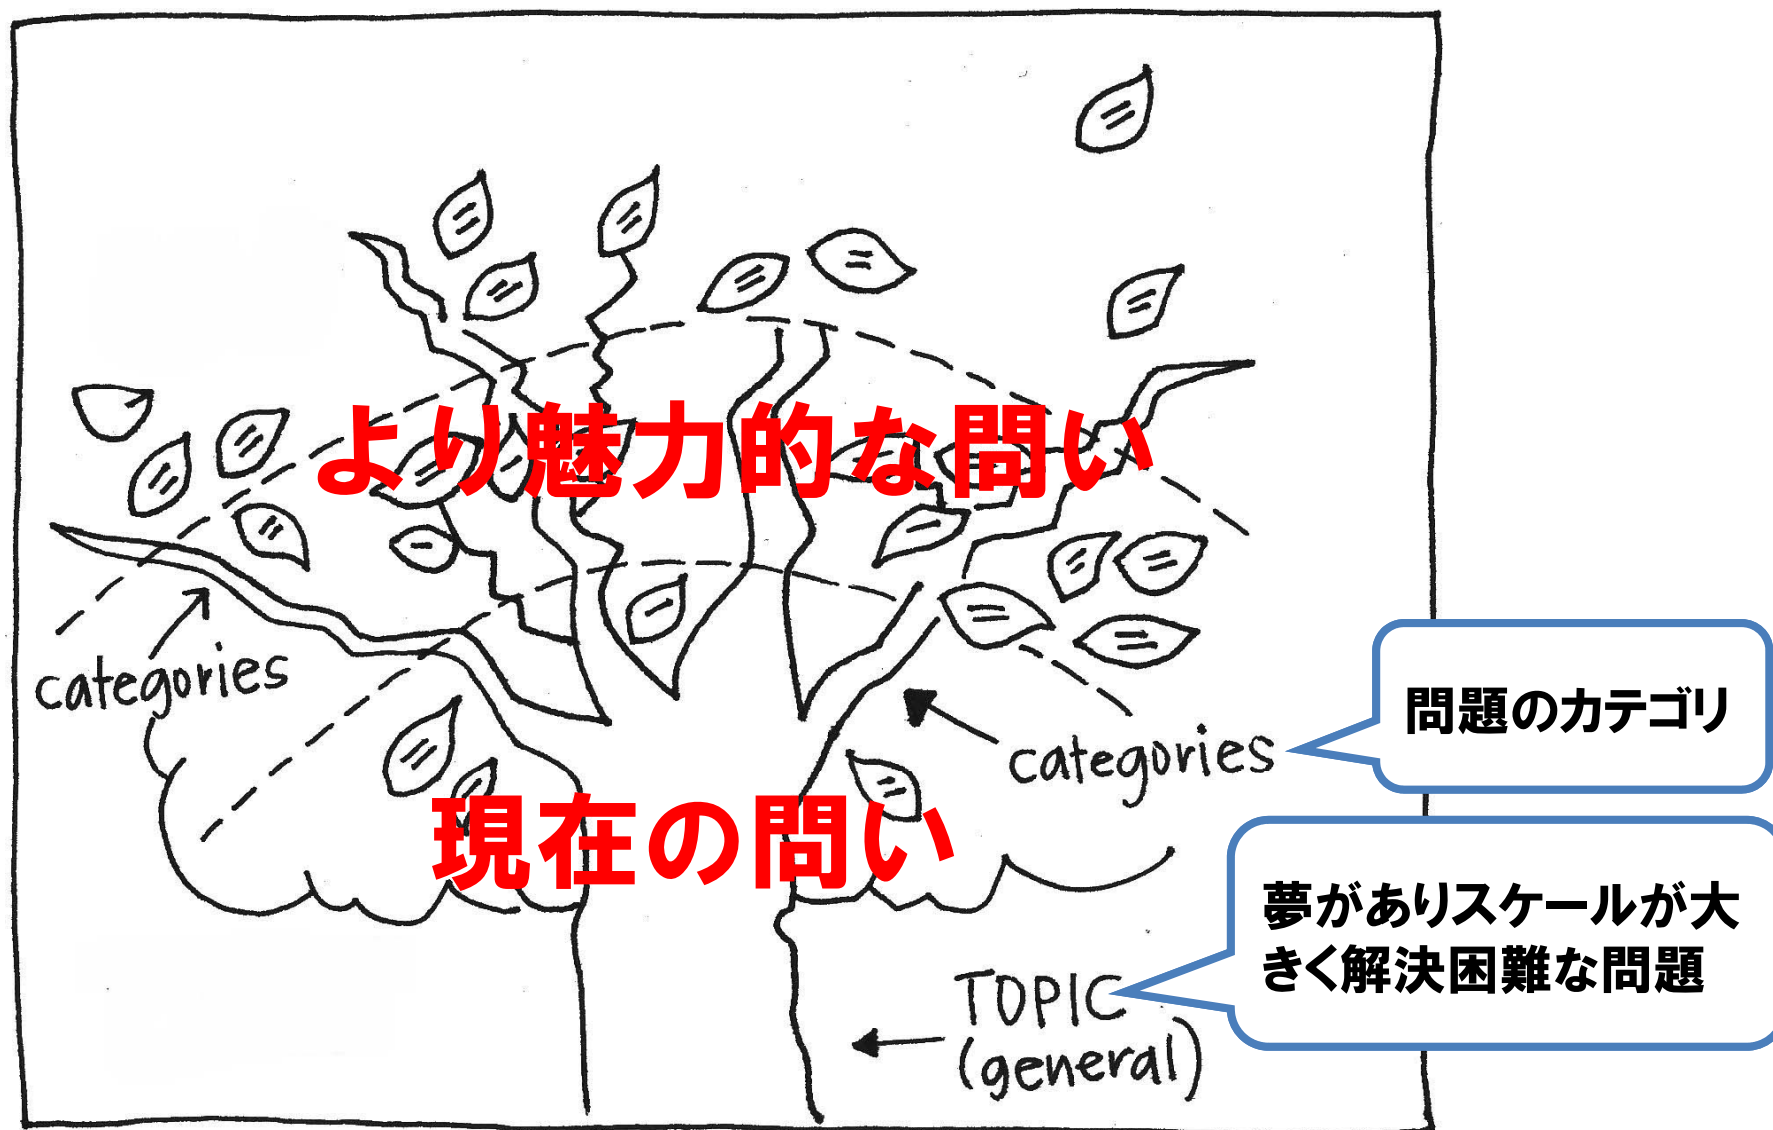 より魅力的な問い
categories
問題のカテゴリ
categories
現在の問い
夢がありスケールが大
きく解決困難な問題
TOPIC
(general)